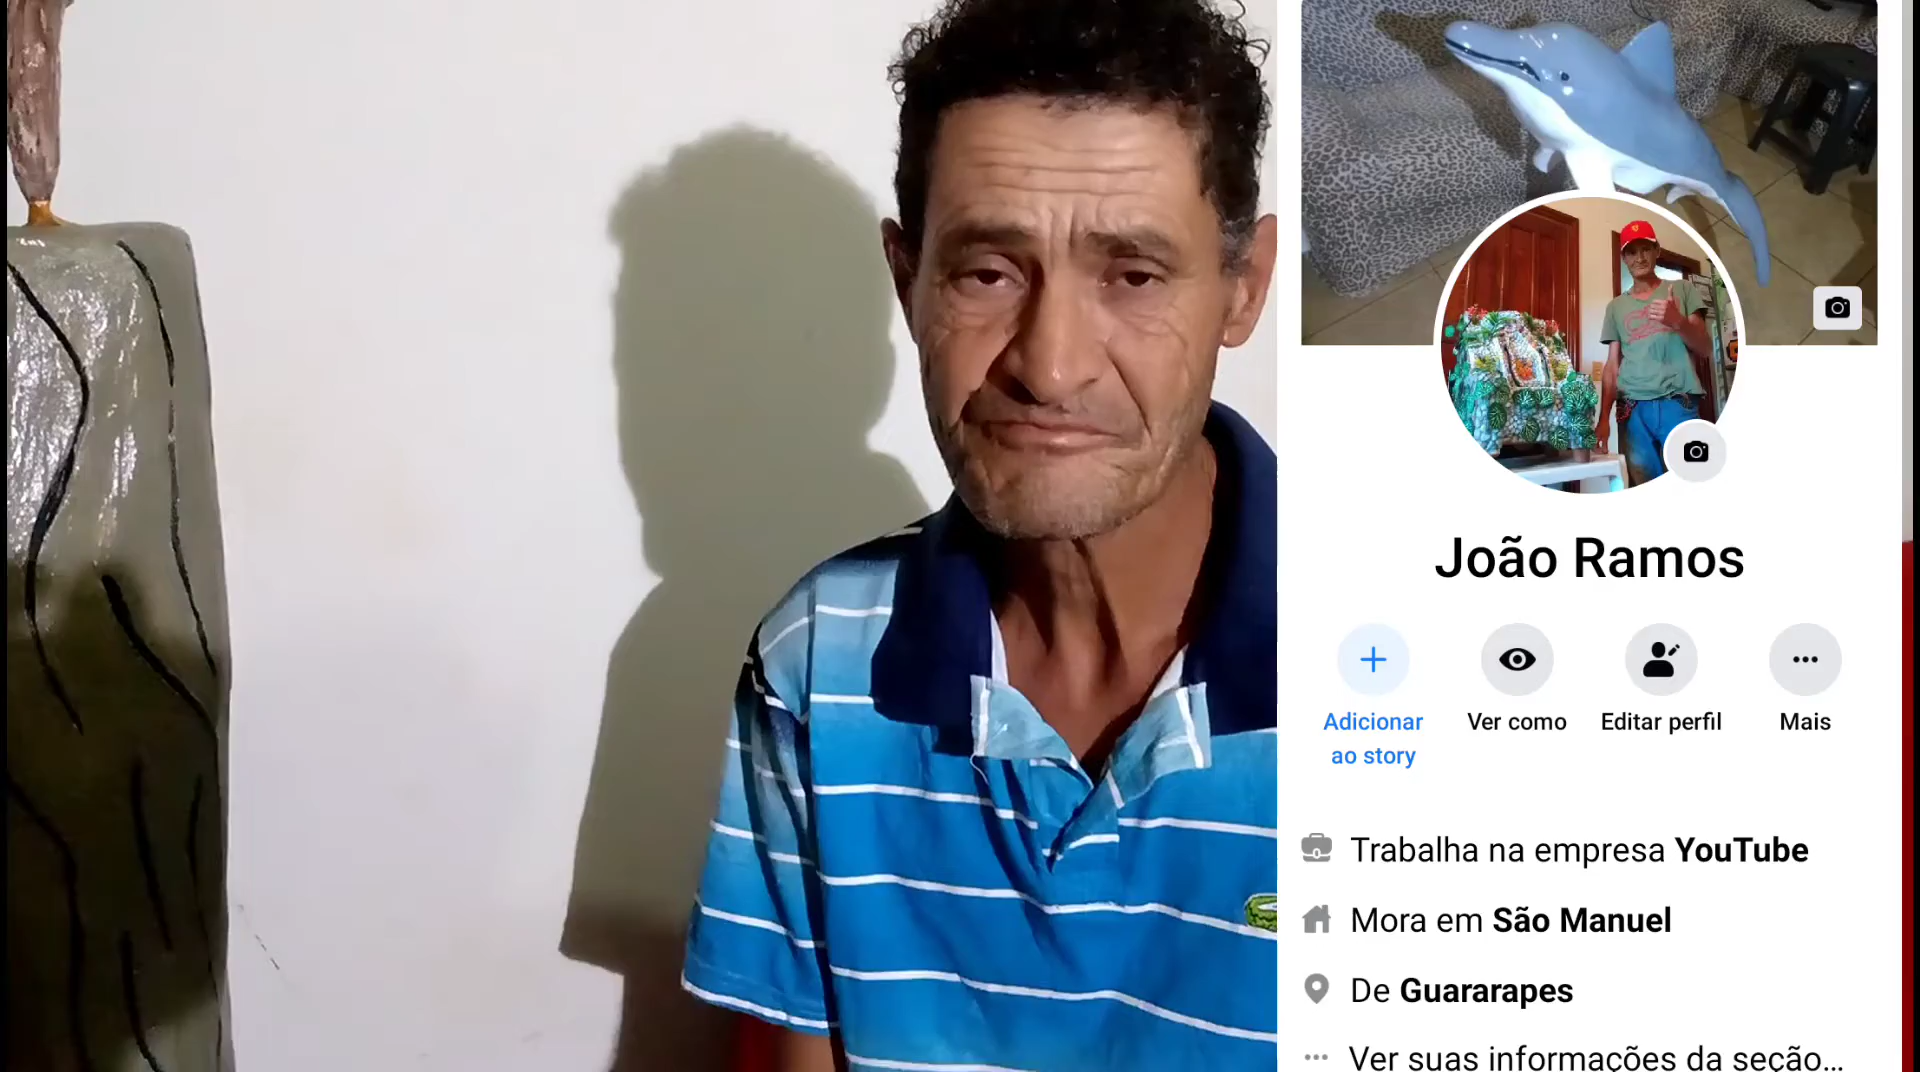 João Ramos
Adicionar ao story
Ver como
Editar perfil
Mais
Trabalha na empresa YouTube
Mora em São Manuel
De Guararapes
Ver suas informações da seção...